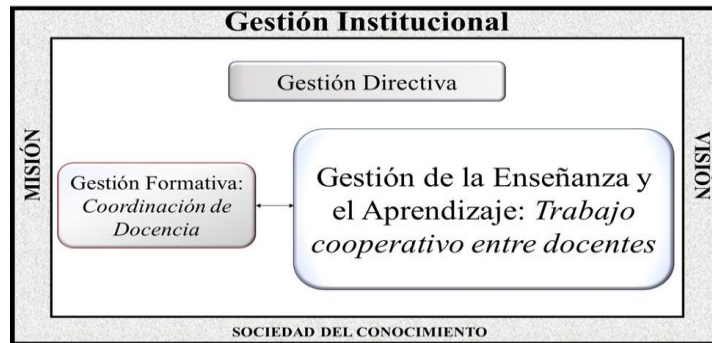 Gestión Institucional
Gestión Directiva
MISIÓN
Gestión Formativa:
Coordinación de
Docencia
Gestión de la Enseñanza y
el Aprendizaje: Trabajo
cooperativo entre docentes
VISIÓN
SOCIEDAD DEL CONOCIMIENTO